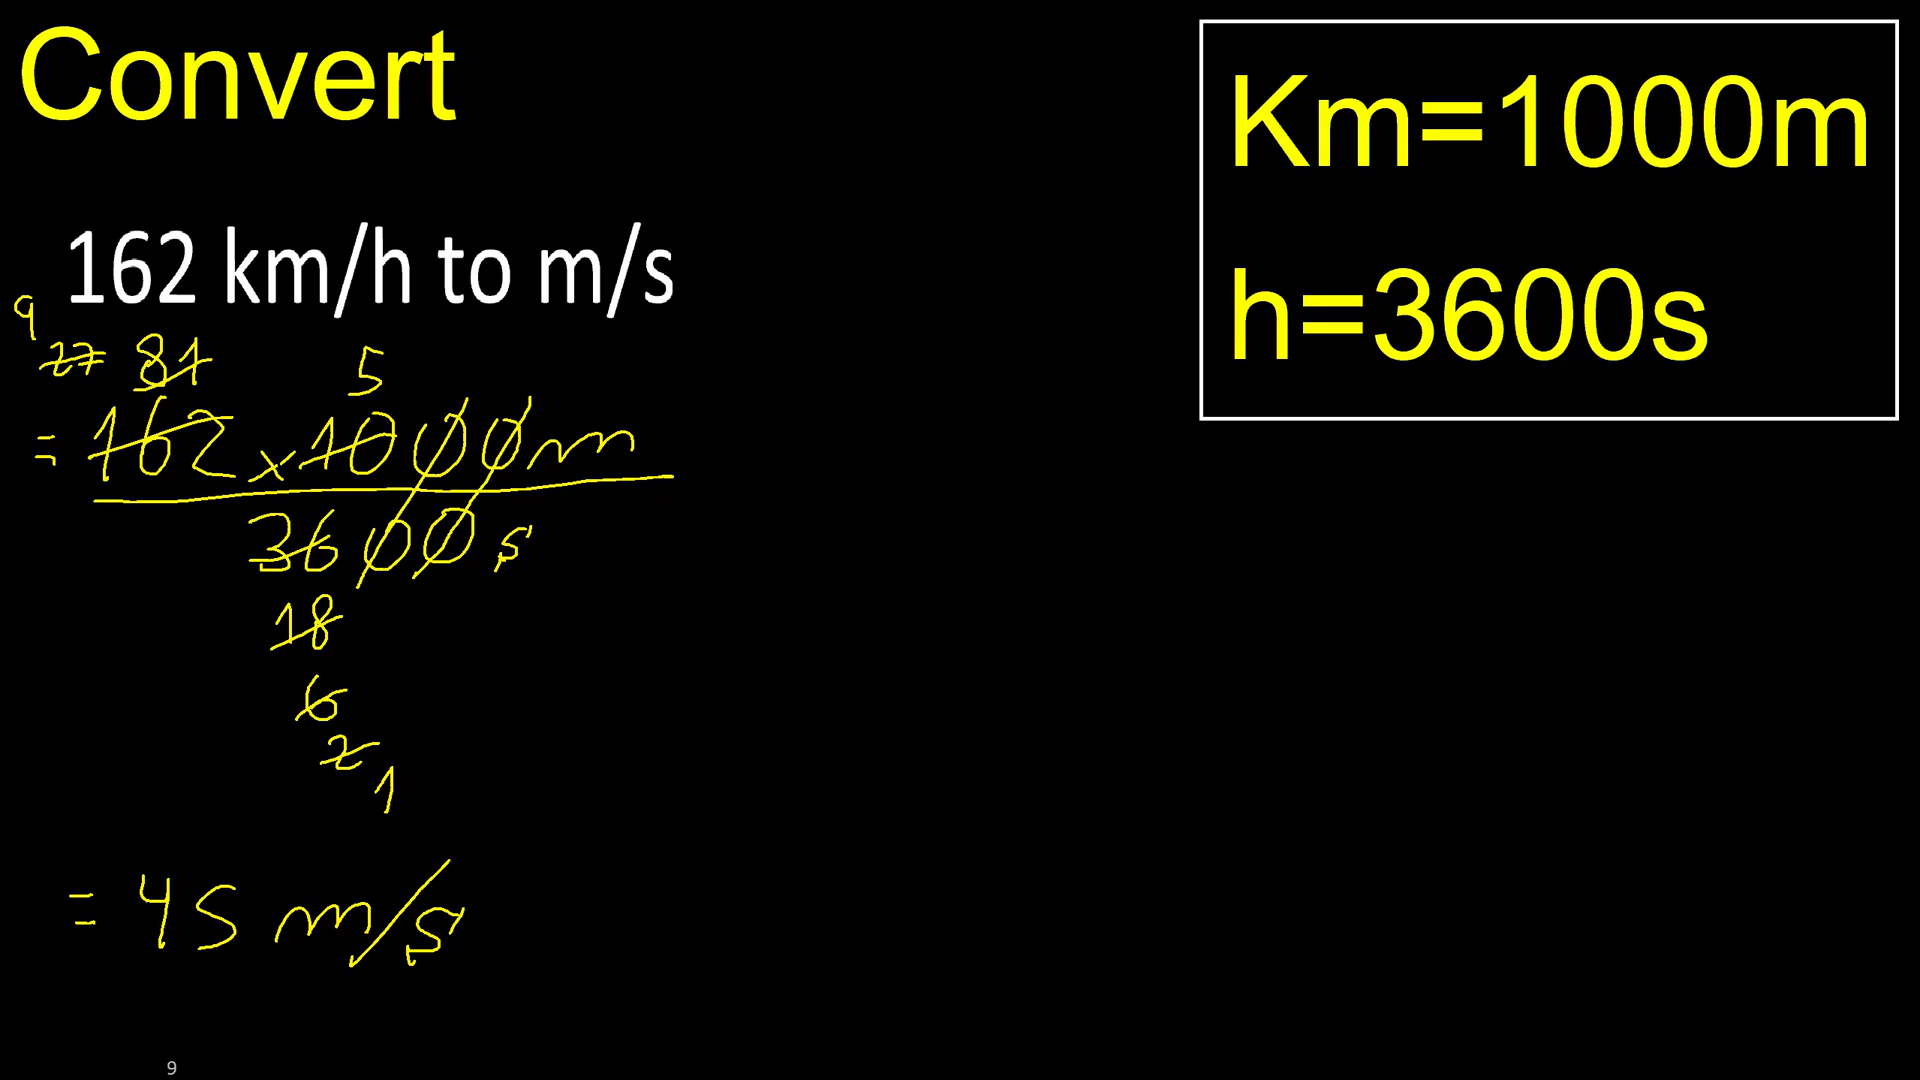 Convert
Km=1000m
h=3600s
162 km/h to m/s
9
27 81 5
= 162 x 1000m
3600 s
18
6
2
1
= 45 m/s
9